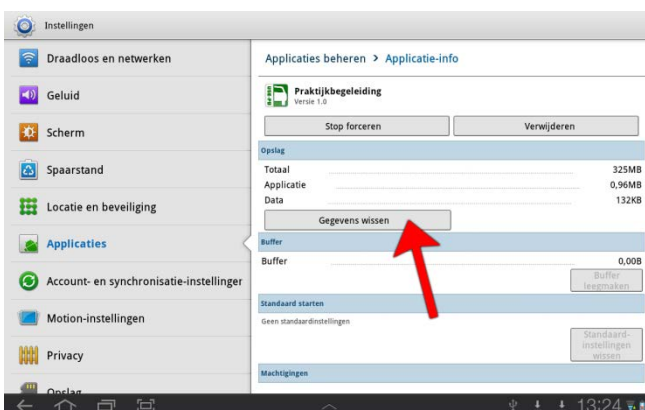 Instellingen
Draadloos en netwerken
Geluid
Scherm
Spaarstand
Locatie en beveiliging
Applicaties
Account- en synchronisatie-instellingen
Motion-instellingen
Privacy
Opslag
Applicaties beheren > Applicatie-info
Praktijkbegeleiding
Versie 1.0
Stop forceren Verwijderen
Opslag
Totaal 325MB
Applicatie 0,96MB
Data 132KB
Gegevens wissen
Buffer
Buffer 0,00B
Buffer
leegmaken
Standaard starten
Geen standaardinstellingen
Standaard-
instellingen
wissen
Machtigingen
13:24